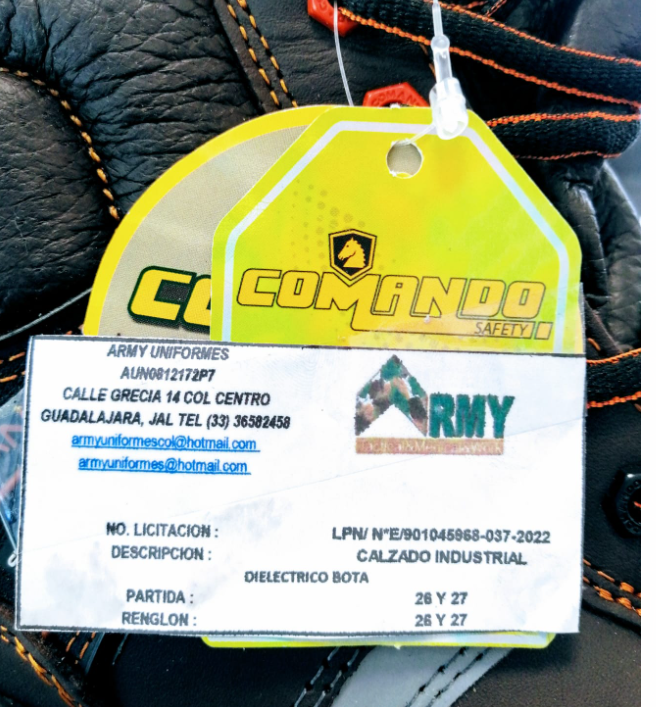 CO
COMANDO
SAFETY
ARMY UNIFORMES
AUN0812172P7
CALLE GRECIA 14 COL CENTRO
GUADALAJARA, JAL TEL (33) 36582458
armyuniformescol@hotmail.com
armyuniformes@hotmail.com
ARMY
NO. LICITACION : LPN/ N*E/901045968-037-2022
DESCRIPCION : CALZADO INDUSTRIAL
DIELECTRICO BOTA
PARTIDA : 26 Y 27
RENGLON : 26 Y 27